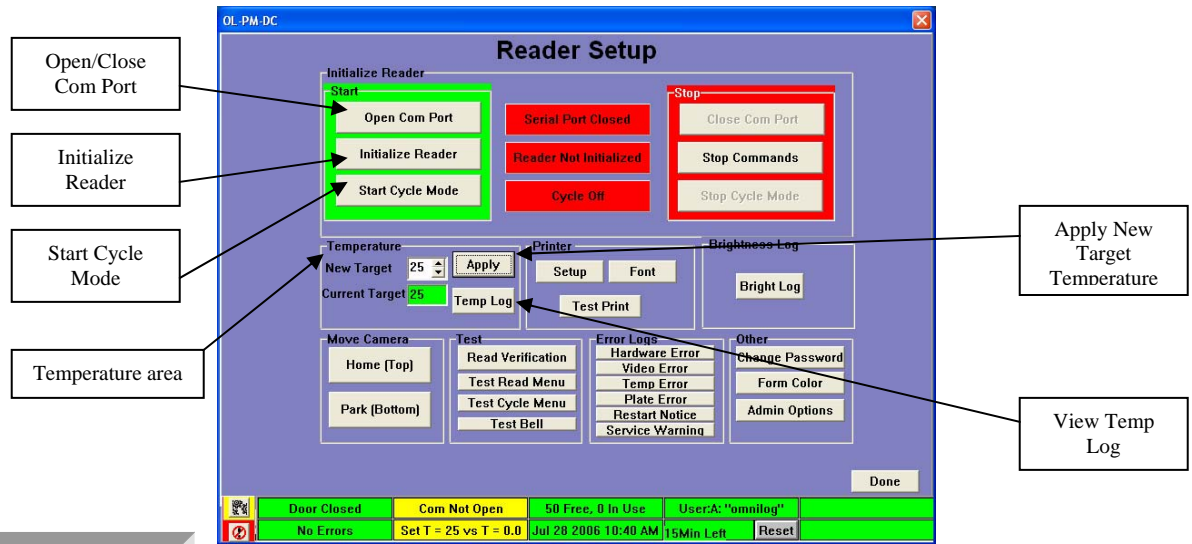 OL-PM-DC
Reader Setup
Open/Close
Com Port
Initialize
Reader
Start Cycle
Mode
Temperature area
Initialize Reader
Start
Open Com Port
Initialize Reader
Start Cycle Mode
Serial Port Closed
Reader Not Initialized
Cycle Off
Stop
Close Com Port
Stop Commands
Stop Cycle Mode
Temperature
New Target 25 Apply
Current Target 25 Temp Log
Printer
Setup Font
Test Print
Brightness Log
Bright Log
Move Camera
Home (Top)
Park (Bottom)
Test
Read Verification
Test Read Menu
Test Cycle Menu
Test Bell
Error Logs
Hardware Error
Video Error
Temp Error
Plate Error
Restart Notice
Service Warning
Other
Change Password
Form Color
Admin Options
Apply New
Target
Temperature
View Temp
Log
Done
Door Closed Com Not Open 50 Free, 0 In Use User:A: "omnilog"
No Errors Set T = 25 vs T = 0.0 Jul 28 2006 10:40 AM 15Min Left Reset